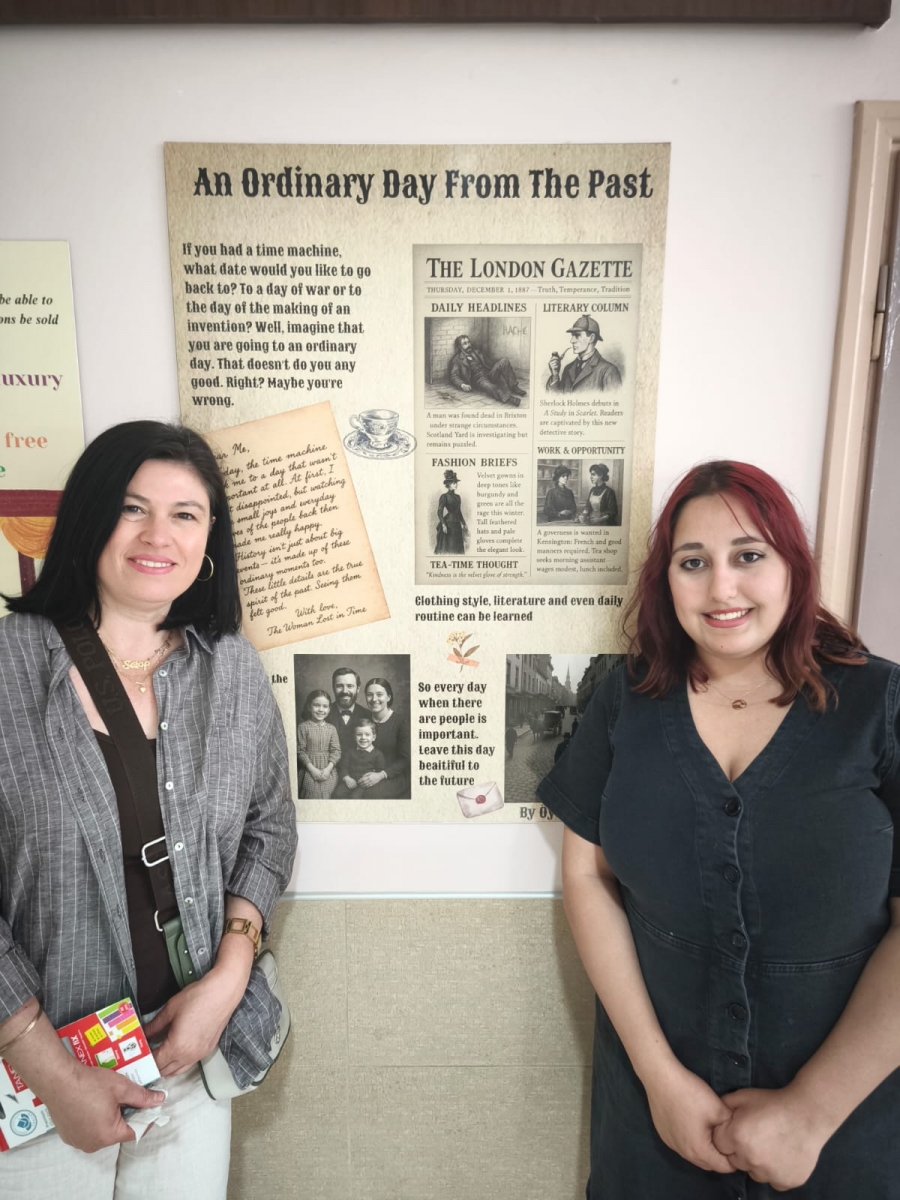 An Ordinary Day From The Past
If you had a time machine,
what date would you like to go
back to? To a day of war or to
the day of the making of an
invention? Well, imagine that
you are going to an ordinary
day. That doesn't do you any
good. Right? Maybe you're
wrong.
Me,
day, the time machine
me to a day that wasn't
at all. At first, I
disappointed, but watching
small joys and everyday
of the people back then
me really happy.
History isn't just about big
events – it's made up of these
ordinary moments too.
These little details are the true
spirit of the past. Seeing them
felt good.
With love,
The Woman Lost in Time
THE LONDON GAZETTE
THURSDAY, DECEMBER 1, 1887 – Truth, Temperance, Tradition
DAILY HEADLINES
RACHE
A man was found dead in Brixton
under strange circumstances.
Scotland Yard is investigating but
remains puzzled.
LITERARY COLUMN
Sherlock Holmes debuts in
A Study in Scarlet. Readers
are captivated by this new
detective story.
FASHION BRIEFS
Velvet gowns in
deep tones like
burgundy and
green are all the
rage this winter.
Tall feathered
hats and pale
gloves complete
the elegant look.
WORK & OPPORTUNITY
A governess is wanted in
Kensington: French and good
manners required. Tea shop
seeks morning assistant–
wages modest, lunch included.
TEA-TIME THOUGHT
"Kindness is the velvet glove of strength."
Clothing style, literature and even daily
routine can be learned
the
So every day
when there
are people is
important.
Leave this day
beaitiful to
the future
By
be able to
be sold
free